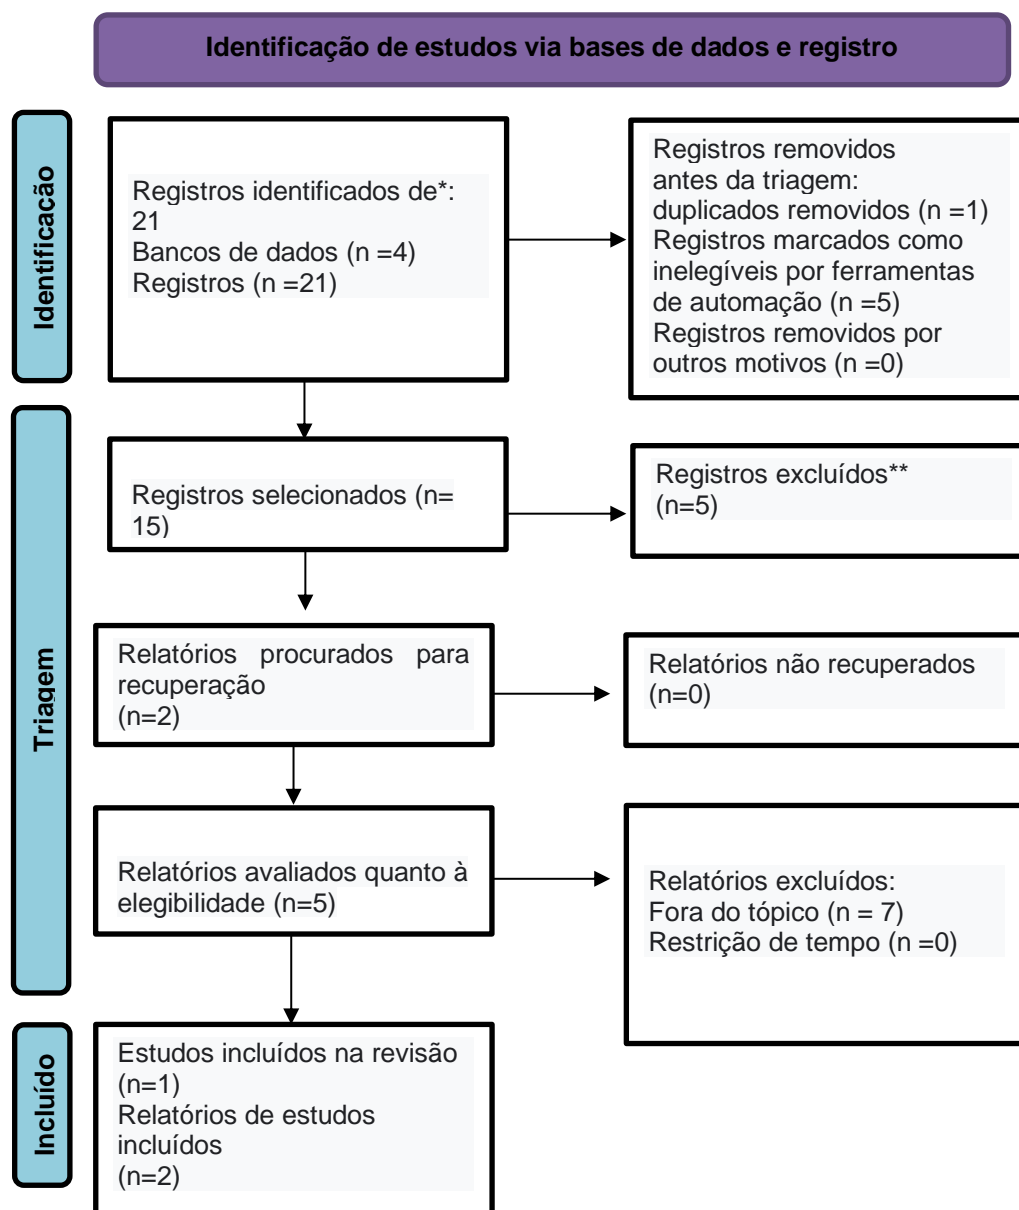 Identificação de estudos via bases de dados e registro
Identificação
Registros identificados de*:
21
Bancos de dados (n =4)
Registros (n =21)
Registros removidos
antes da triagem:
duplicados removidos (n =1)
Registros marcados como
inelegíveis por ferramentas
de automação (n =5)
Registros removidos por
outros motivos (n =0)
Triagem
Registros selecionados (n=
15)
Registros excluídos**
(n=5)
Relatórios procurados para
recuperação
(n=2)
Relatórios não recuperados
(n=0)
Relatórios avaliados quanto à
elegibilidade (n=5)
Relatórios excluídos:
Fora do tópico (n = 7)
Restrição de tempo (n =0)
Incluído
Estudos incluídos na revisão
(n=1)
Relatórios de estudos
incluídos
(n=2)